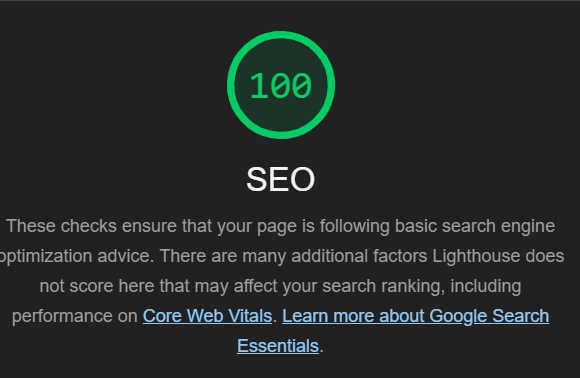 100
SEO
These checks ensure that your page is following basic search engine
optimization advice. There are many additional factors Lighthouse does
not score here that may affect your search ranking, including
performance on Core Web Vitals. Learn more about Google Search
Essentials.